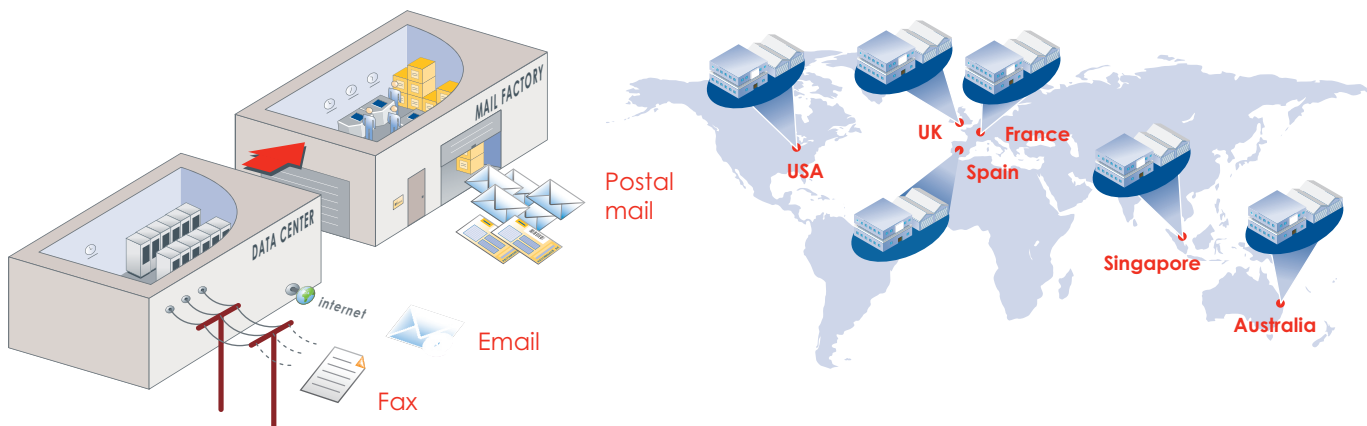 MAIL FACTORY
DATA CENTER
internet
Postal
mail
Email
Fax
UK
France
USA
Spain
Singapore
Australia